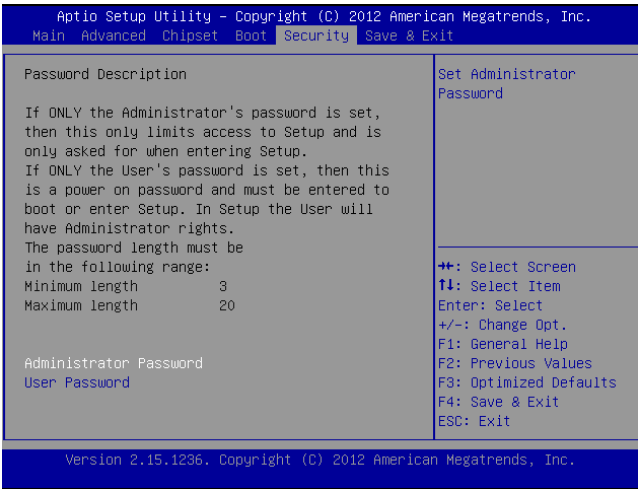 Aptio Setup Utility – Copyright (C) 2012 American Megatrends, Inc.
Main Advanced Chipset Boot Security Save & Exit
Password Description
If ONLY the Administrator's password is set,
then this only limits access to Setup and is
only asked for when entering Setup.
If ONLY the User's password is set, then this
is a power on password and must be entered to
boot or enter Setup. In Setup the User will
have Administrator rights.
The password length must be
in the following range:
Minimum length 3
Maximum length 20
Administrator Password
User Password
Set Administrator
Password
→←: Select Screen
↑↓: Select Item
Enter: Select
+/-: Change Opt.
F1: General Help
F2: Previous Values
F3: Optimized Defaults
F4: Save & Exit
ESC: Exit
Version 2.15.1236. Copyright (C) 2012 American Megatrends, Inc.